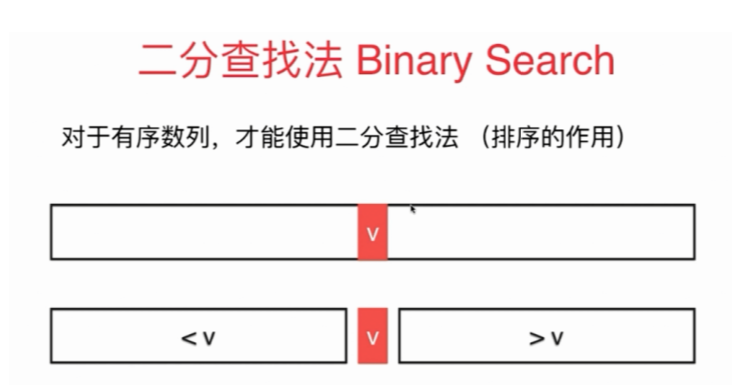 二分查找法 Binary Search
对于有序数列，才能使用二分查找法 （排序的作用）
v
< v v > v